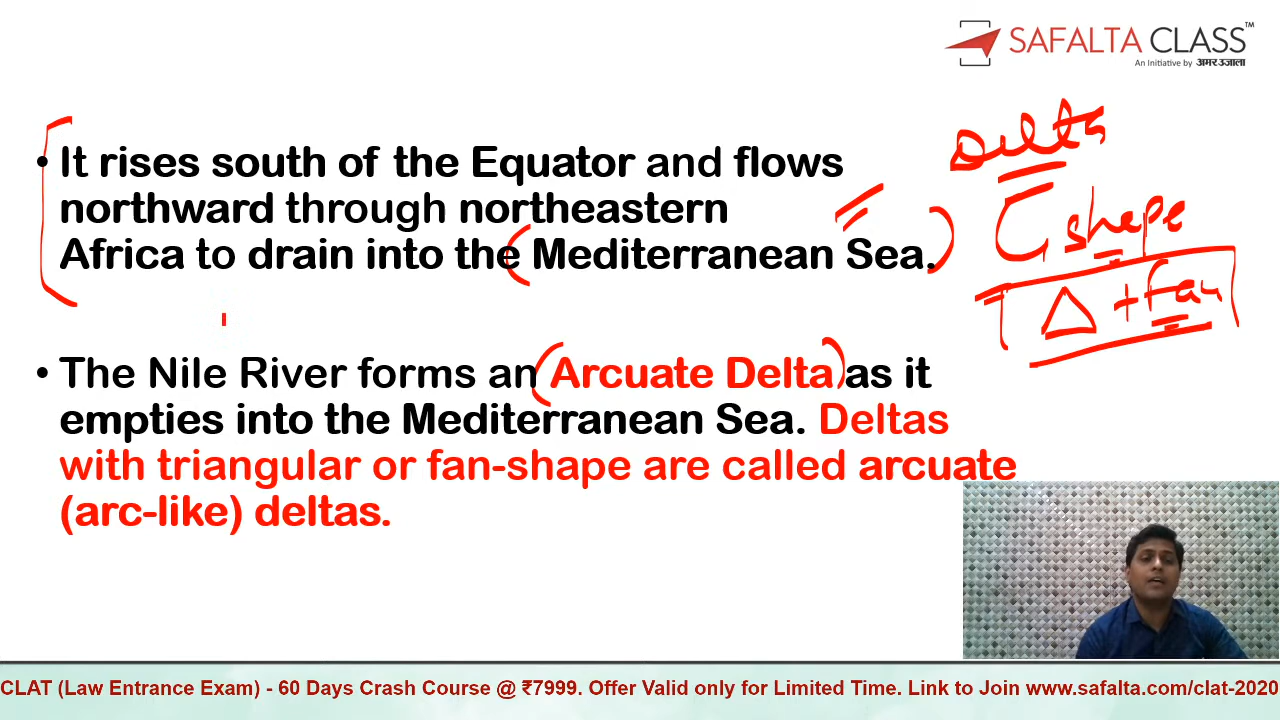 SAFALTA CLASS™
An Initiative by अमर उजाला
Delta
• It rises south of the Equator and flows
northward through northeastern
Africa to drain into the (Mediterranean Sea.)
C shape
Δ + fan
• The Nile River forms an (Arcuate Delta) as it
empties into the Mediterranean Sea. Deltas
with triangular or fan-shape are called arcuate
(arc-like) deltas.
CLAT (Law Entrance Exam) - 60 Days Crash Course @ ₹7999. Offer Valid only for Limited Time. Link to Join www.safalta.com/clat-2020